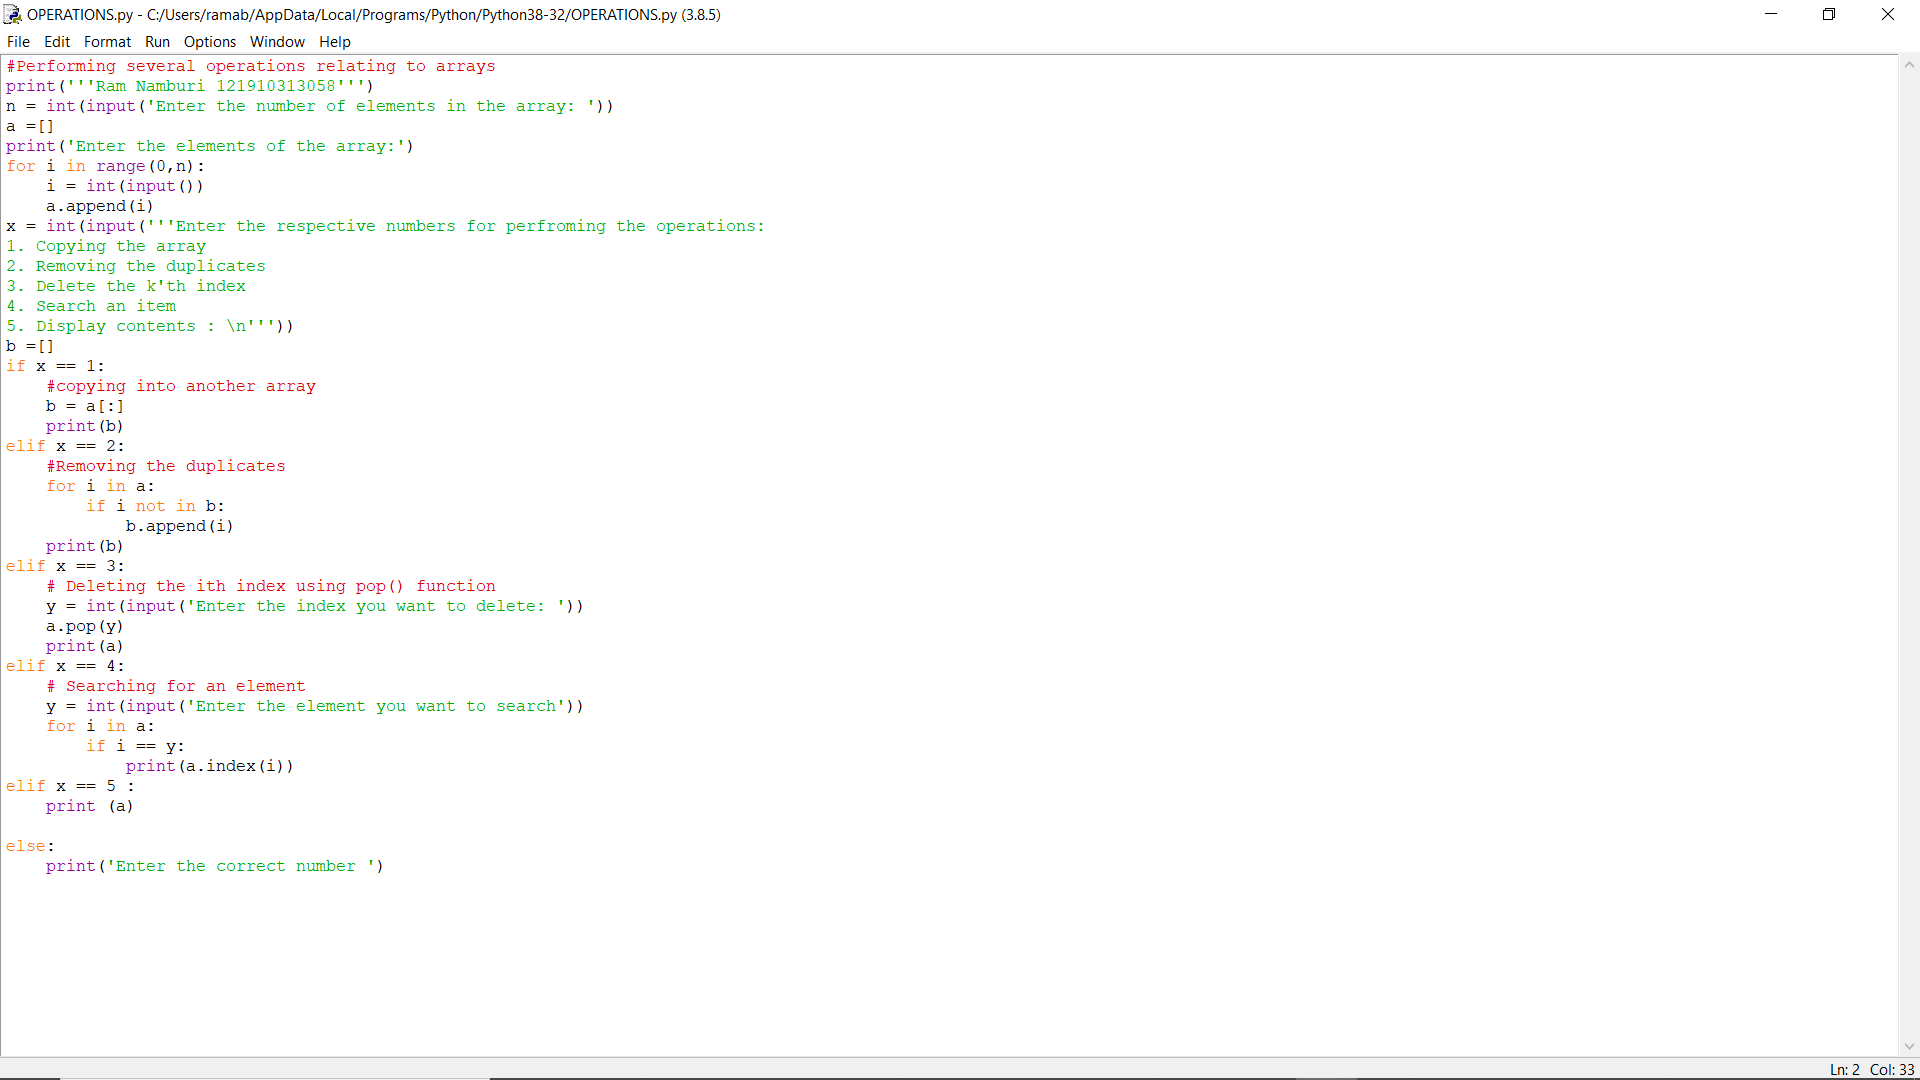 OPERATIONS.py - C:/Users/ramab/AppData/Local/Programs/Python/Python38-32/OPERATIONS.py (3.8.5)
File Edit Format Run Options Window Help
#Performing several operations relating to arrays
print('''Ram Namburi 121910313058''')
n = int(input('Enter the number of elements in the array: '))
a =[]
print('Enter the elements of the array:')
for i in range(0,n):
    i = int(input())
    a.append(i)
x = int(input('''Enter the respective numbers for perfroming the operations:
1. Copying the array
2. Removing the duplicates
3. Delete the k'th index
4. Search an item
5. Display contents : \n'''))
b =[]
if x == 1:
    #copying into another array
    b = a[:]
    print(b)
elif x == 2:
    #Removing the duplicates
    for i in a:
        if i not in b:
            b.append(i)
    print(b)
elif x == 3:
    # Deleting the ith index using pop() function
    y = int(input('Enter the index you want to delete: '))
    a.pop(y)
    print(a)
elif x == 4:
    # Searching for an element
    y = int(input('Enter the element you want to search'))
    for i in a:
        if i == y:
            print(a.index(i))
elif x == 5 :
    print (a)
else:
    print('Enter the correct number ')
Ln: 2 Col: 33